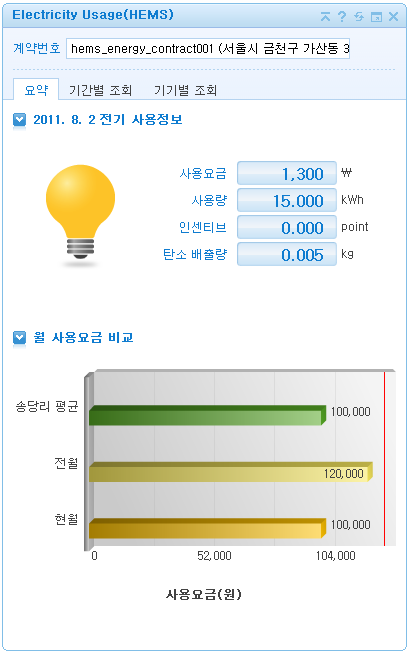 Electricity Usage(HEMS)
계약번호 hems_energy_contract001 (서울시 금천구 가산동 3
요약 기간별 조회 기기별 조회
2011. 8. 2 전기 사용정보
사용요금 1,300 ₩
사용량 15.000 kWh
인센티브 0.000 point
탄소 배출량 0.005 kg
월 사용요금 비교
송당리 평균 100,000
전월 120,000
현월 100,000
0 52,000 104,000
사용요금(원)